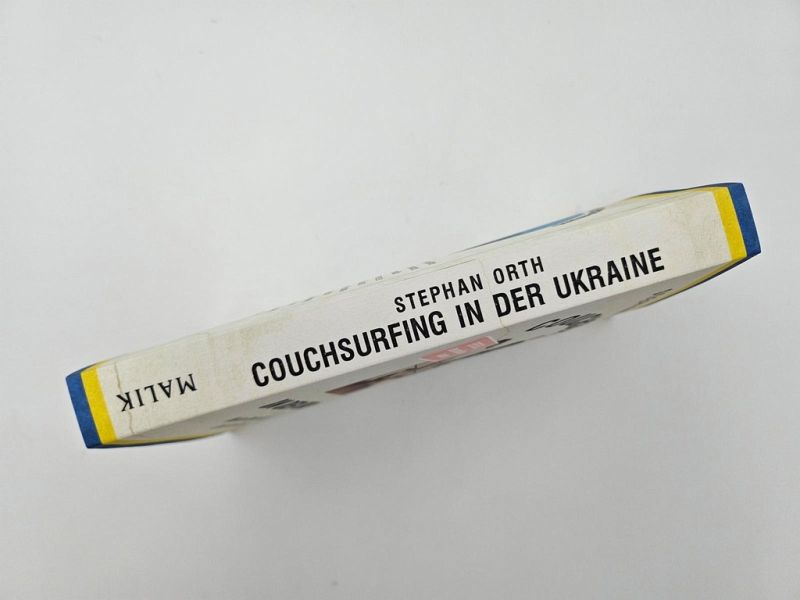 STEPHAN ORTH
COUCHSURFING IN DER UKRAINE
MALIK